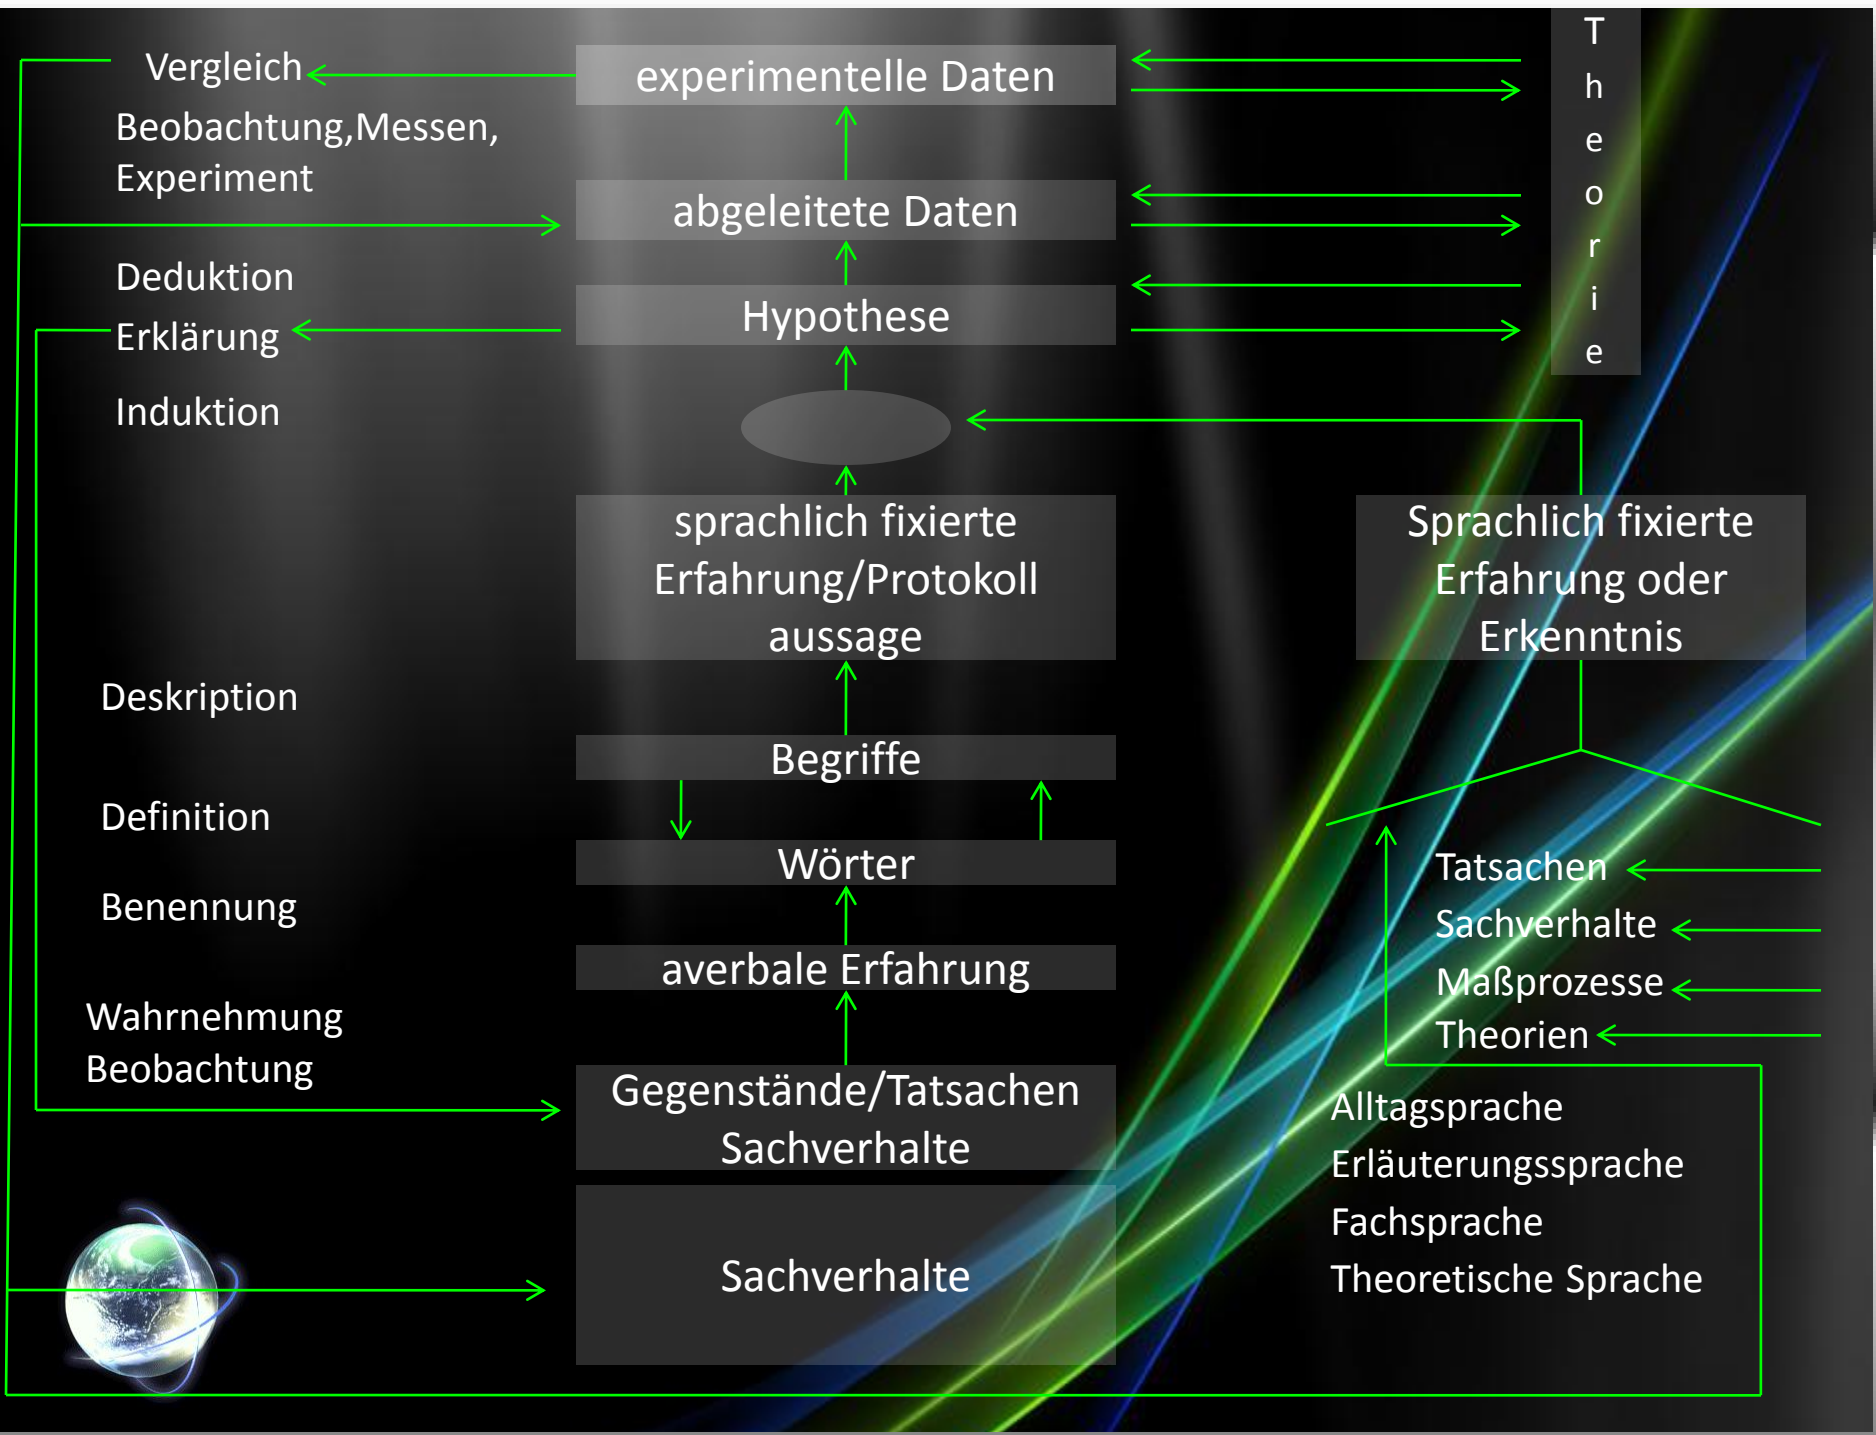 Vergleich
Beobachtung,Messen,
Experiment
Deduktion
Erklärung
Induktion
Deskription
Definition
Benennung
Wahrnehmung
Beobachtung
experimentelle Daten
abgeleitete Daten
Hypothese
sprachlich fixierte
Erfahrung/Protokoll
aussage
Begriffe
Wörter
averbale Erfahrung
Gegenstände/Tatsachen
Sachverhalte
Sachverhalte
T
h
e
o
r
i
e
Sprachlich fixierte
Erfahrung oder
Erkenntnis
Tatsachen
Sachverhalte
Maßprozesse
Theorien
Alltagsprache
Erläuterungssprache
Fachsprache
Theoretische Sprache